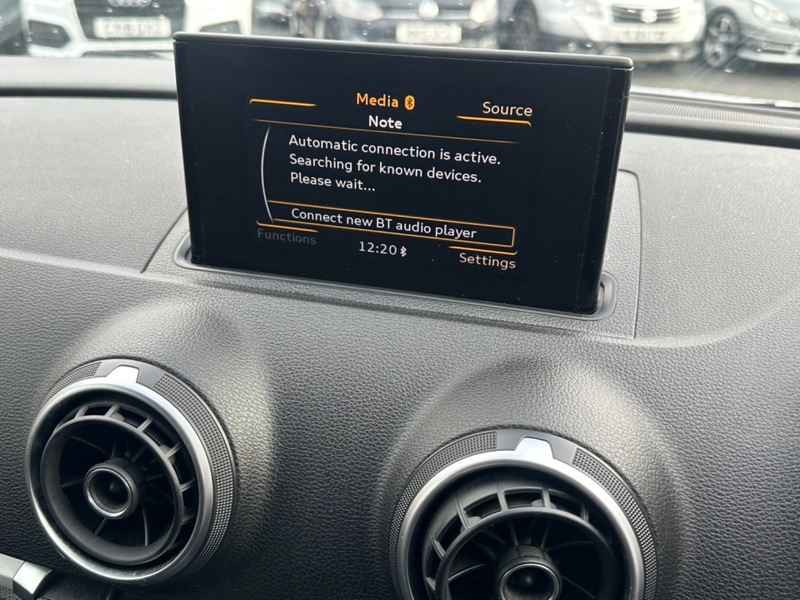 Media
Source
Note
Automatic connection is active.
Searching for known devices.
Please wait...
Connect new BT audio player
Functions
12:20
Settings